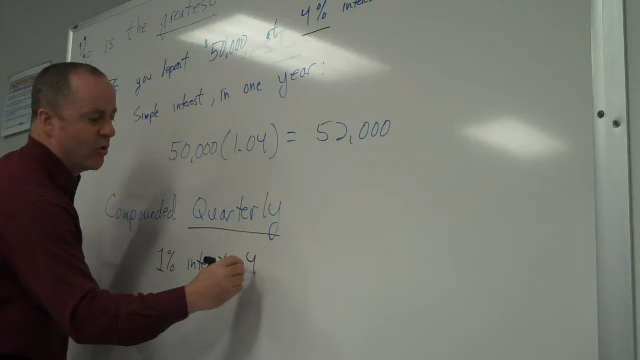 is the greatest
you deposit $50,000 at 4%
Simple interest, in one year:
50,000(1.04) = 52,000
Compounded Quarterly
1% 4